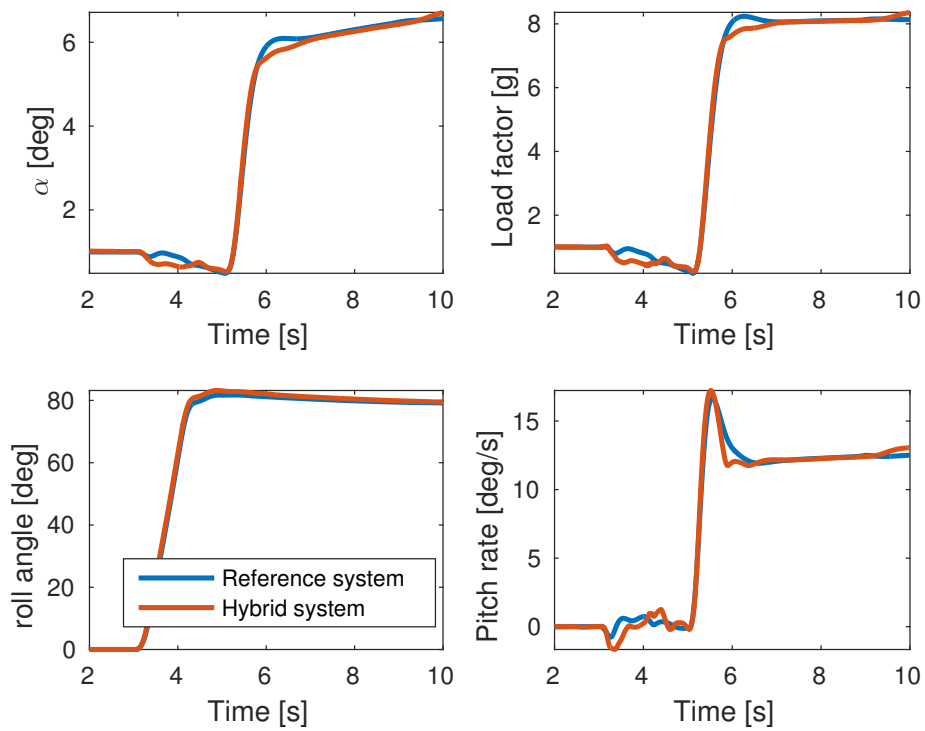 6
4
2
α [deg]
2 4 6 8 10
Time [s]
8
6
4
2
Load factor [g]
2 4 6 8 10
Time [s]
80
60
40
20
0
roll angle [deg]
Reference system
Hybrid system
2 4 6 8 10
Time [s]
15
10
5
0
Pitch rate [deg/s]
2 4 6 8 10
Time [s]